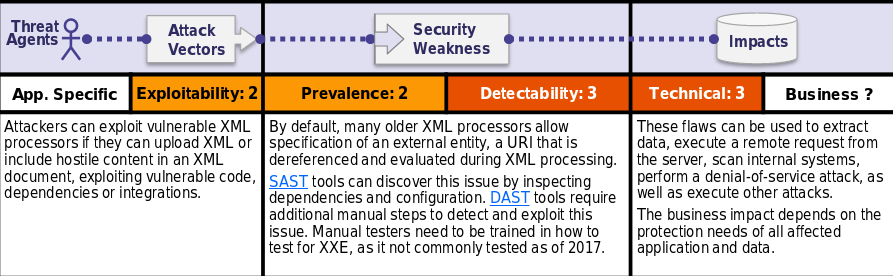 Threat
Agents
Attack
Vectors
Security
Weakness
Impacts
App. Specific
Exploitability: 2
Prevalence: 2
Detectability: 3
Technical: 3
Business ?
Attackers can exploit vulnerable XML
processors if they can upload XML or
include hostile content in an XML
document, exploiting vulnerable code,
dependencies or integrations.
By default, many older XML processors allow
specification of an external entity, a URI that is
dereferenced and evaluated during XML processing.
SAST tools can discover this issue by inspecting
dependencies and configuration. DAST tools require
additional manual steps to detect and exploit this
issue. Manual testers need to be trained in how to
test for XXE, as it not commonly tested as of 2017.
These flaws can be used to extract
data, execute a remote request from
the server, scan internal systems,
perform a denial-of-service attack, as
well as execute other attacks.
The business impact depends on the
protection needs of all affected
application and data.